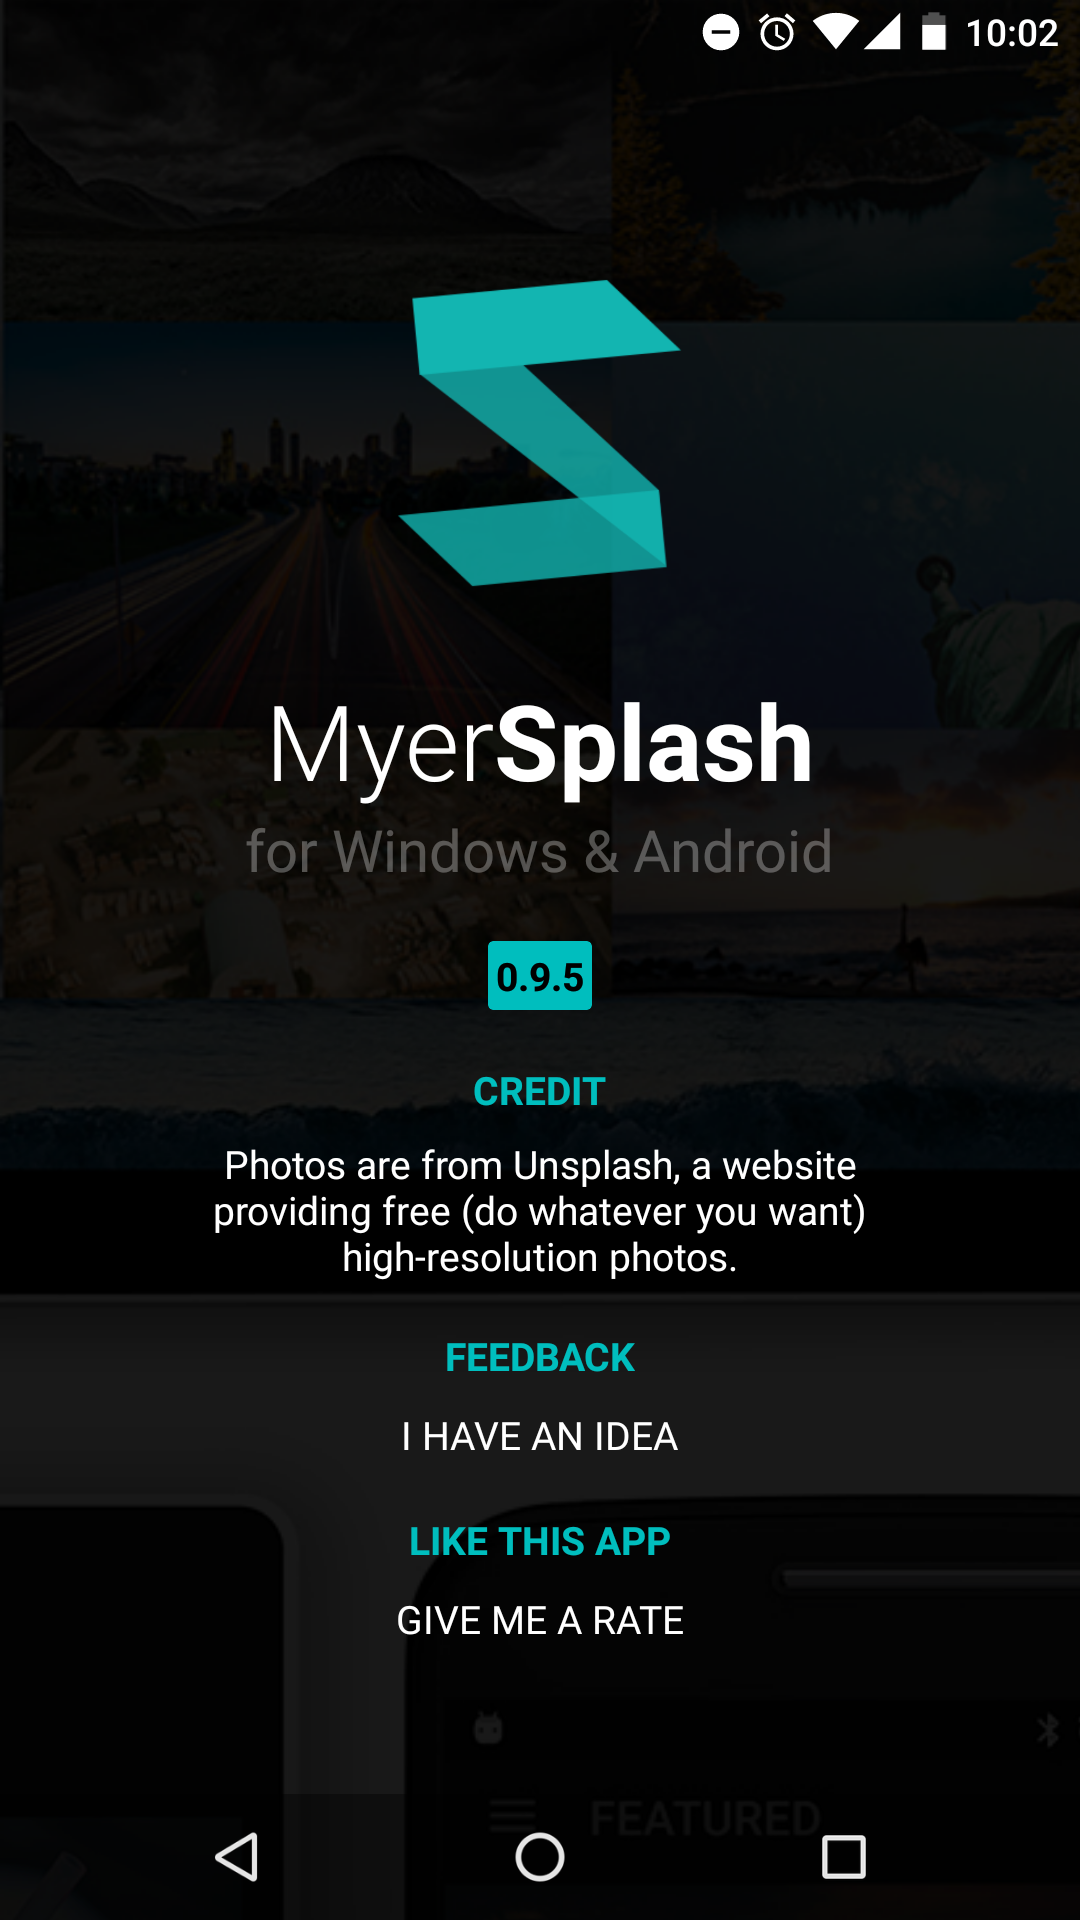 10:02
MyerSplash
for Windows & Android
0.9.5
CREDIT
Photos are from Unsplash, a website
providing free (do whatever you want)
high-resolution photos.
FEEDBACK
I HAVE AN IDEA
LIKE THIS APP
GIVE ME A RATE
FEATURED